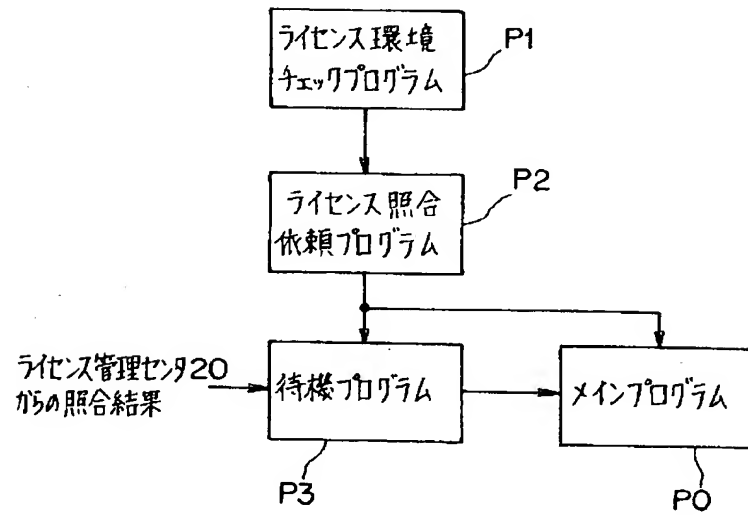 ライセンス環境
チェックプログラム
P1
ライセンス照合
依頼プログラム
P2
ライセンス管理センタ20
からの照合結果
待機プログラム
メインプログラム
P3
P0